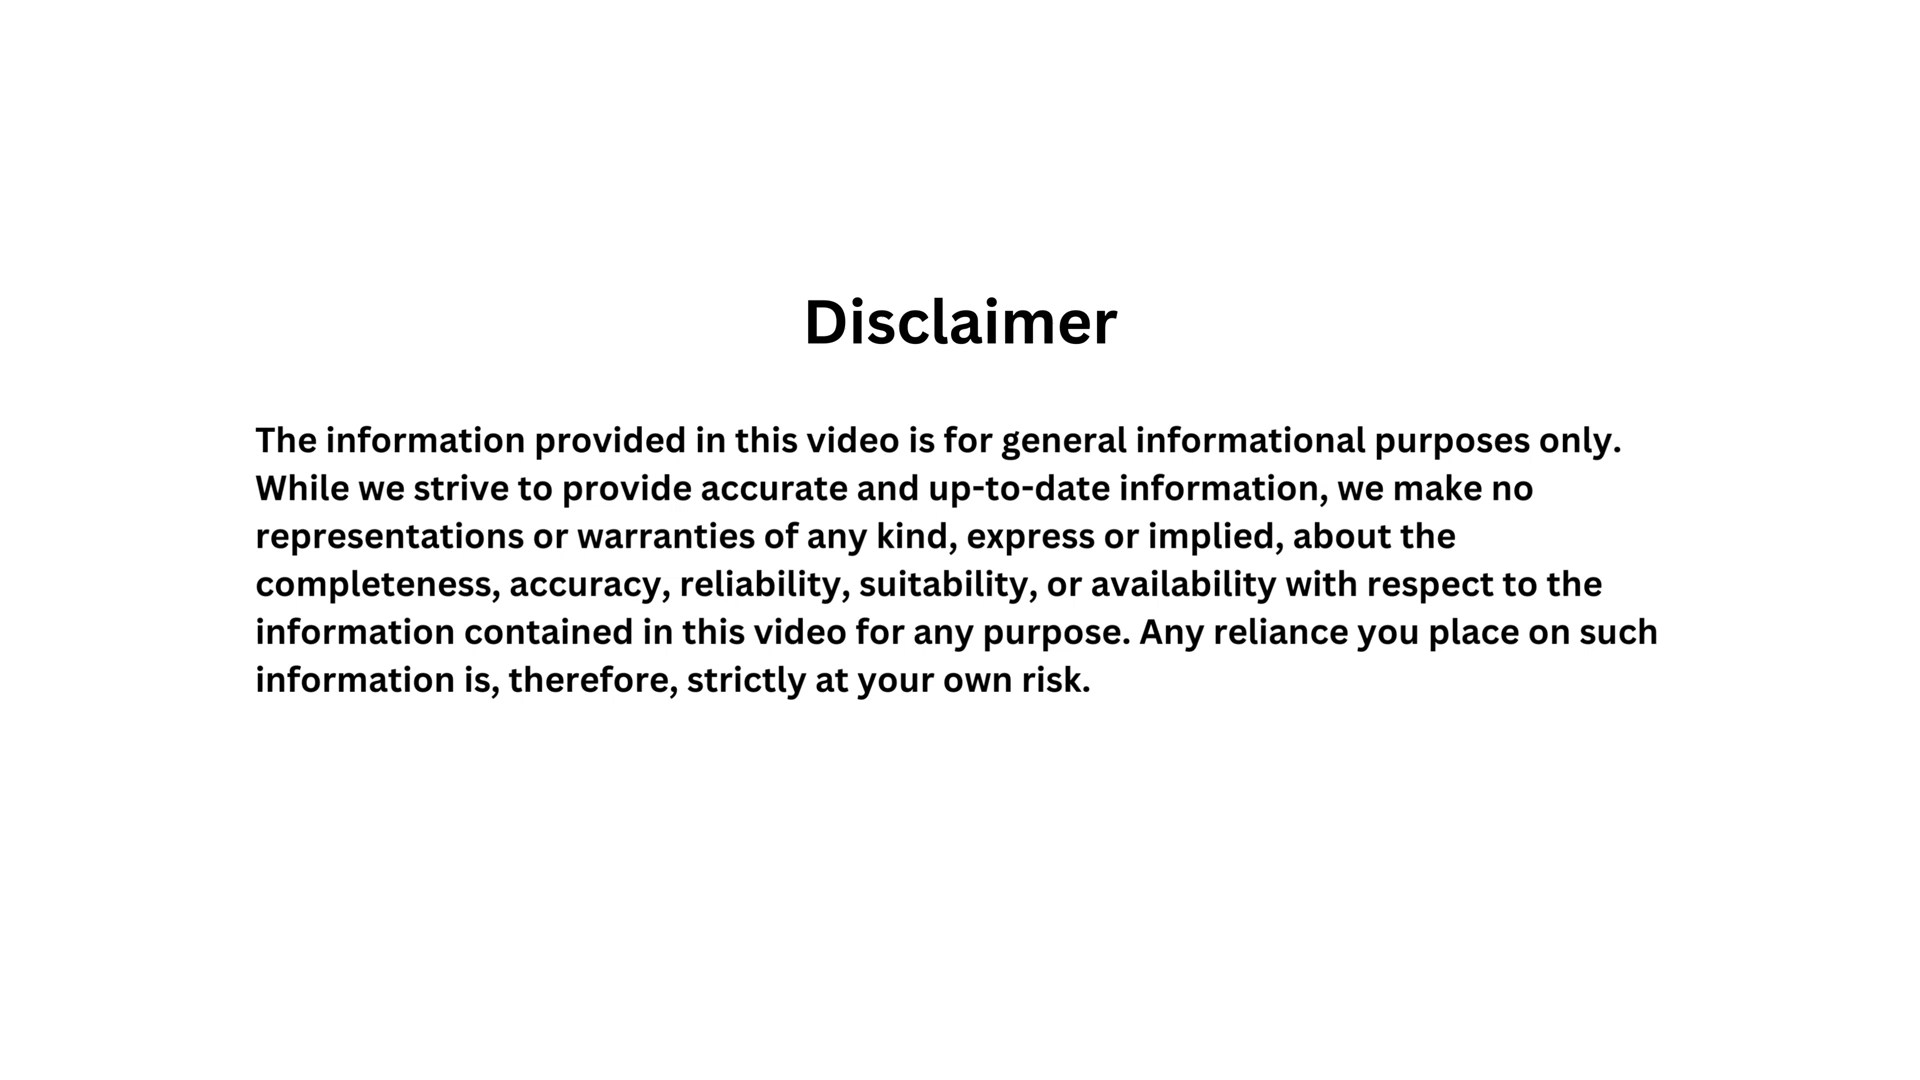 Disclaimer
The information provided in this video is for general informational purposes only.
While we strive to provide accurate and up-to-date information, we make no
representations or warranties of any kind, express or implied, about the
completeness, accuracy, reliability, suitability, or availability with respect to the
information contained in this video for any purpose. Any reliance you place on such
information is, therefore, strictly at your own risk.